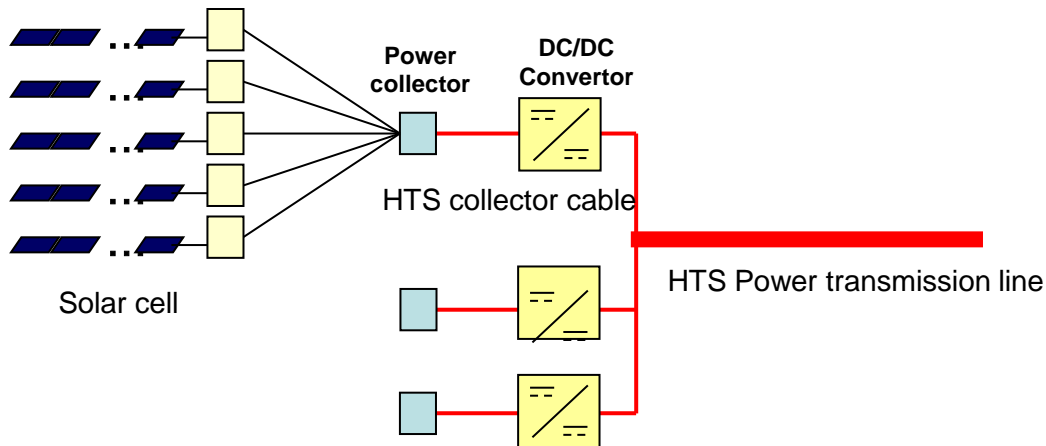 Power
collector
DC/DC
Convertor
HTS collector cable
HTS Power transmission line
Solar cell